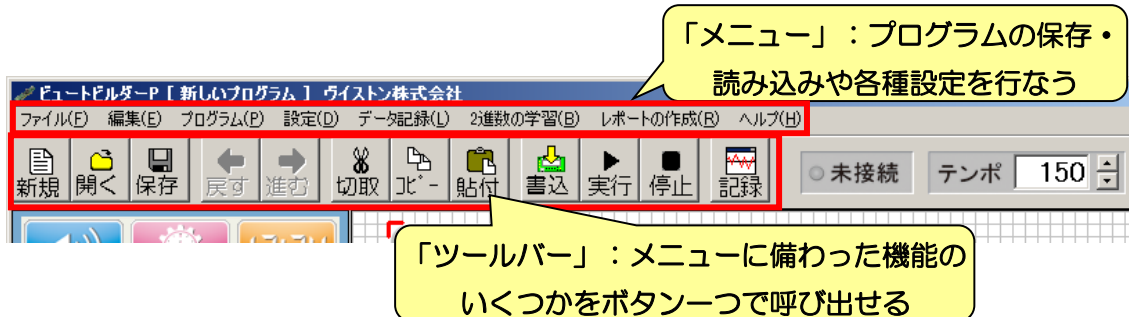 「メニュー」：プログラムの保存・
読み込みや各種設定を行なう
ビュートビルダーP [ 新しいプログラム ] ヴイストン株式会社
ファイル(F) 編集(E) プログラム(P) 設定(D) データ記録(L) 2進数の学習(B) レポートの作成(R) ヘルプ(H)
新規 開く 保存 戻す 進む 切取 コピー 貼付 書込 実行 停止 記録 未接続 テンポ 150
「ツールバー」：メニューに備わった機能の
いくつかをボタン一つで呼び出せる